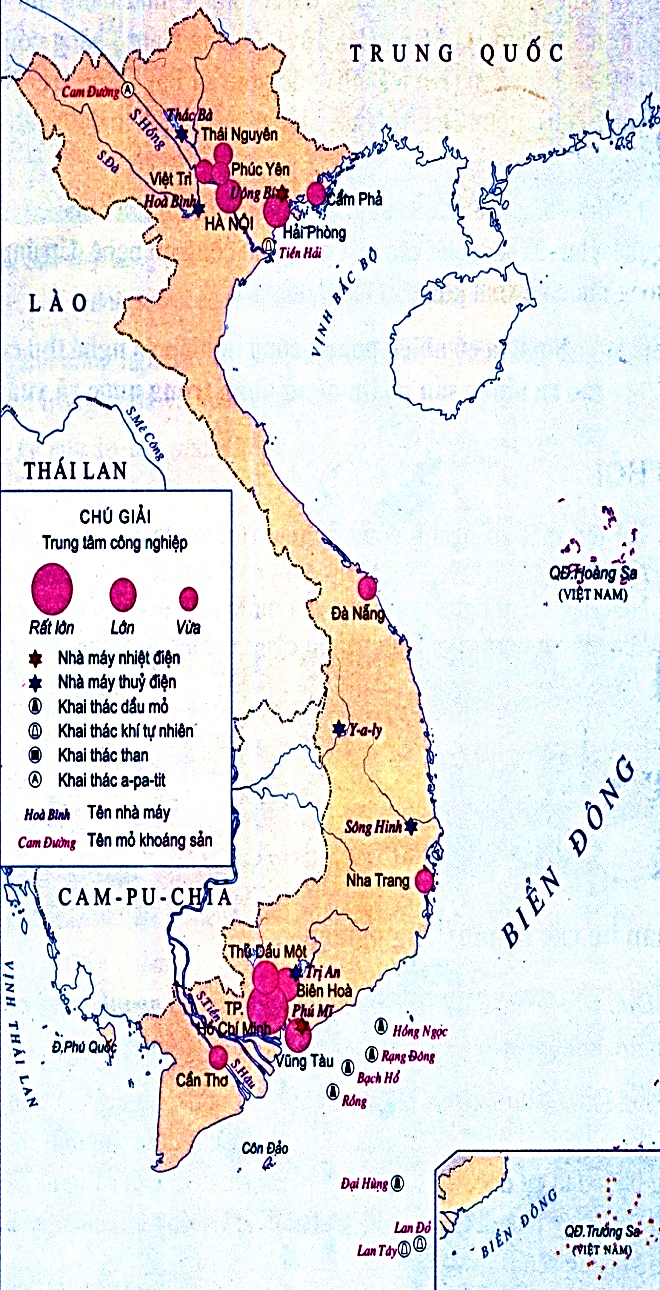 TRUNG QUỐC
Cam Đường
Thác Bà
S.Hồng
Thái Nguyên
S.Đà
Việt Trì
Phúc Yên
Uông Bí
Hoà Bình
Cẩm Phả
HÀ NỘI
Hải Phòng
Tiền Hải
VỊNH BẮC BỘ
LÀO
S.Mê Công
THÁI LAN
CHÚ GIẢI
Trung tâm công nghiệp
Rất lớn
Lớn
Vừa
Nhà máy nhiệt điện
Nhà máy thuỷ điện
Khai thác dầu mỏ
Khai thác khí tự nhiên
Khai thác than
A Khai thác a-pa-tit
Hoà Bình Tên nhà máy
Cam Đường Tên mỏ khoáng sản
QĐ.Hoàng Sa
(VIỆT NAM)
Đà Nẵng
Y-a-ly
Sông Hinh
Nha Trang
BIỂN ĐÔNG
CAM-PU-CHIA
Thủ Dầu Một
Trị An
Biên Hoà
S.Tiền
TP.
Hồ Chí Minh
Phú Mĩ
VỊNH THÁI LAN
Đ.Phú Quốc
Cần Thơ
S.Hậu
Vũng Tàu
Hồng Ngọc
Rạng Đông
Bạch Hổ
Rồng
Côn Đảo
Đại Hùng
Lan Đỏ
Lan Tây
BIỂN ĐÔNG
QĐ.Trường Sa
(VIỆT NAM)